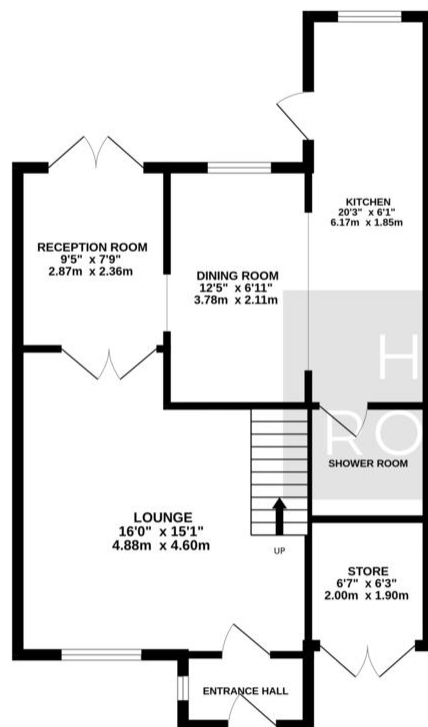 KITCHEN
20'3" x 6'1"
6.17m x 1.85m
RECEPTION ROOM
9'5" x 7'9"
2.87m x 2.36m
DINING ROOM
12'5" x 6'11"
3.78m x 2.11m
H
RO
SHOWER ROOM
LOUNGE
16'0" x 15'1"
4.88m x 4.60m
UP
STORE
6'7" x 6'3"
2.00m x 1.90m
ENTRANCE HALL